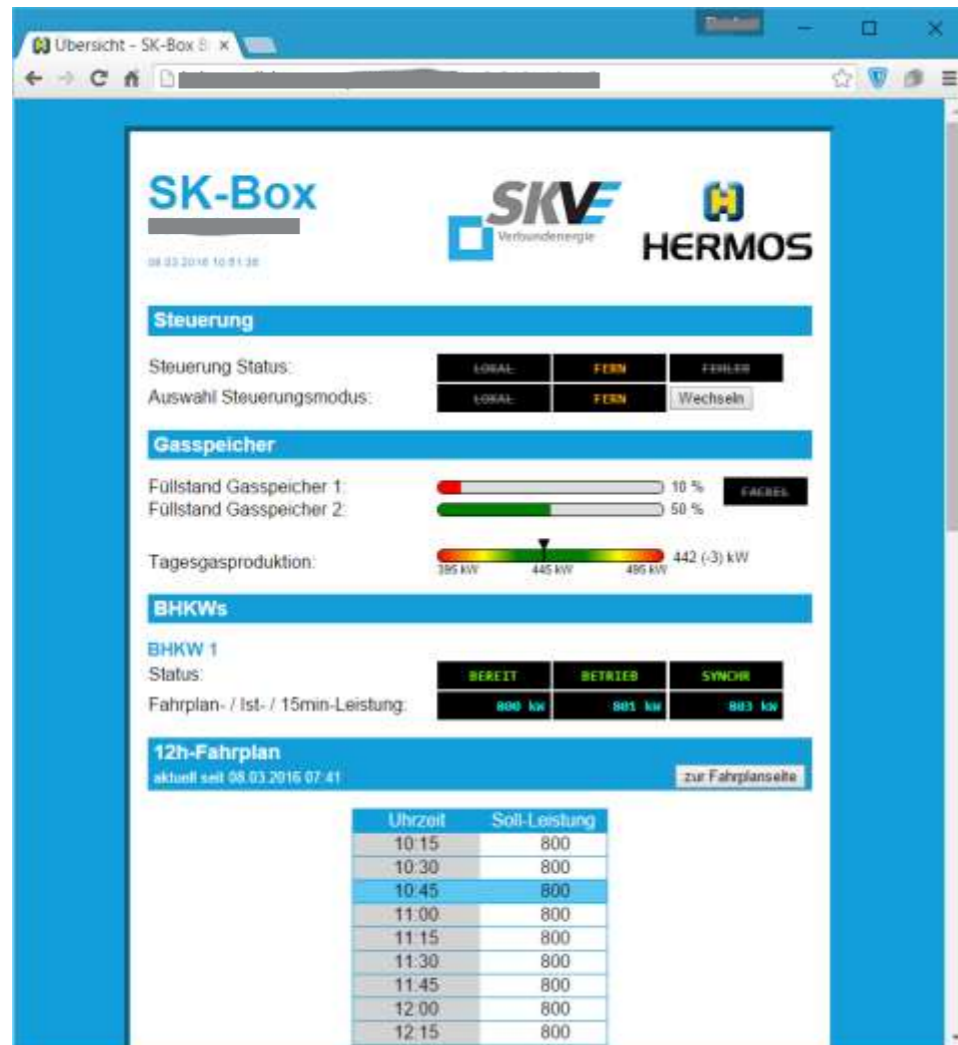 Übersicht - SK-Box
SK-Box
SKVE
Verbundenergie
HERMOS
08.03.2016 10:51:38
Steuerung
Steuerung Status: LOKAL FERN FEHLER
Auswahl Steuerungsmodus: LOKAL FERN Wechseln
Gasspeicher
Füllstand Gasspeicher 1: 10 % FACKEL
Füllstand Gasspeicher 2: 50 %
Tagesgasproduktion: 442 (-3) kW
395 kW 445 kW 495 kW
BHKWs
BHKW 1
Status: BEREIT BETRIEB SYNCHR
Fahrplan- / Ist- / 15min-Leistung: 800 kW 801 kW 803 kW
12h-Fahrplan
aktuell seit 08.03.2016 07:41 zur Fahrplanseite
Uhrzeit Soll-Leistung
10:15 800
10:30 800
10:45 800
11:00 800
11:15 800
11:30 800
11:45 800
12:00 800
12:15 800